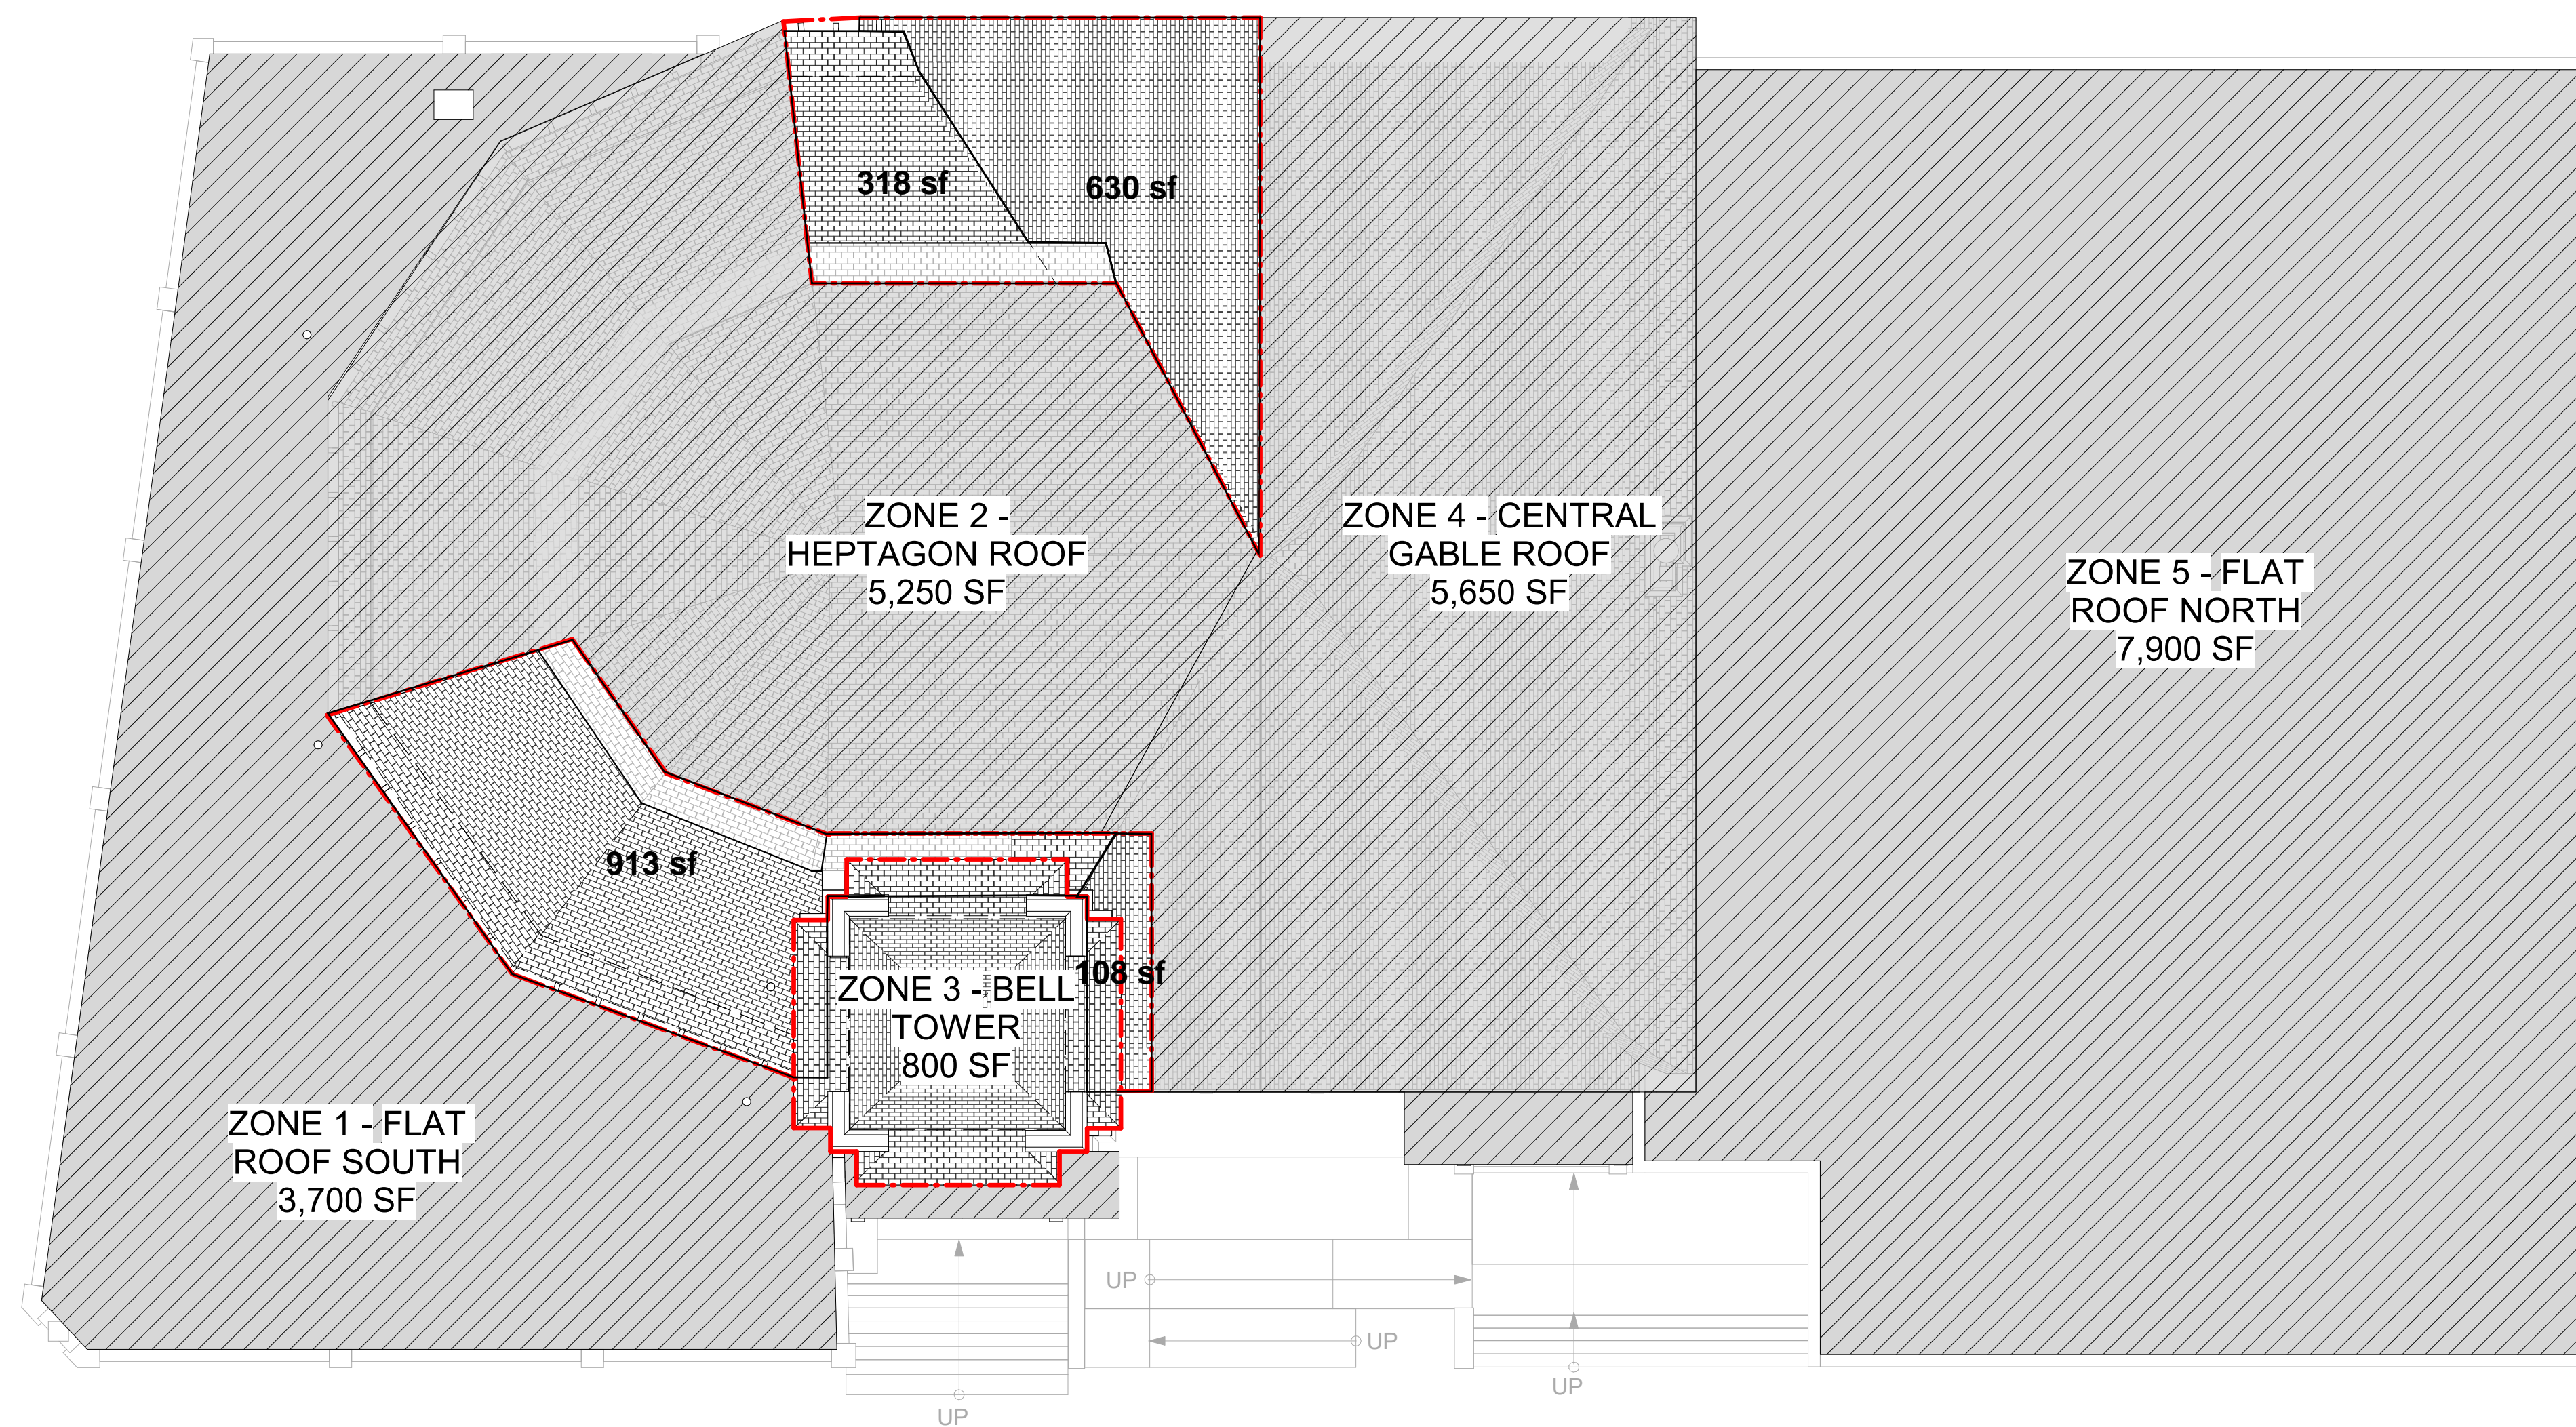 318 sf
630 sf
ZONE 2 -
HEPTAGON ROOF
5,250 SF
ZONE 4 - CENTRAL
GABLE ROOF
5,650 SF
ZONE 5 - FLAT
ROOF NORTH
7,900 SF
913 sf
108 sf
ZONE 3 - BELL
TOWER
800 SF
ZONE 1 - FLAT
ROOF SOUTH
3,700 SF
UP
UP
UP
UP